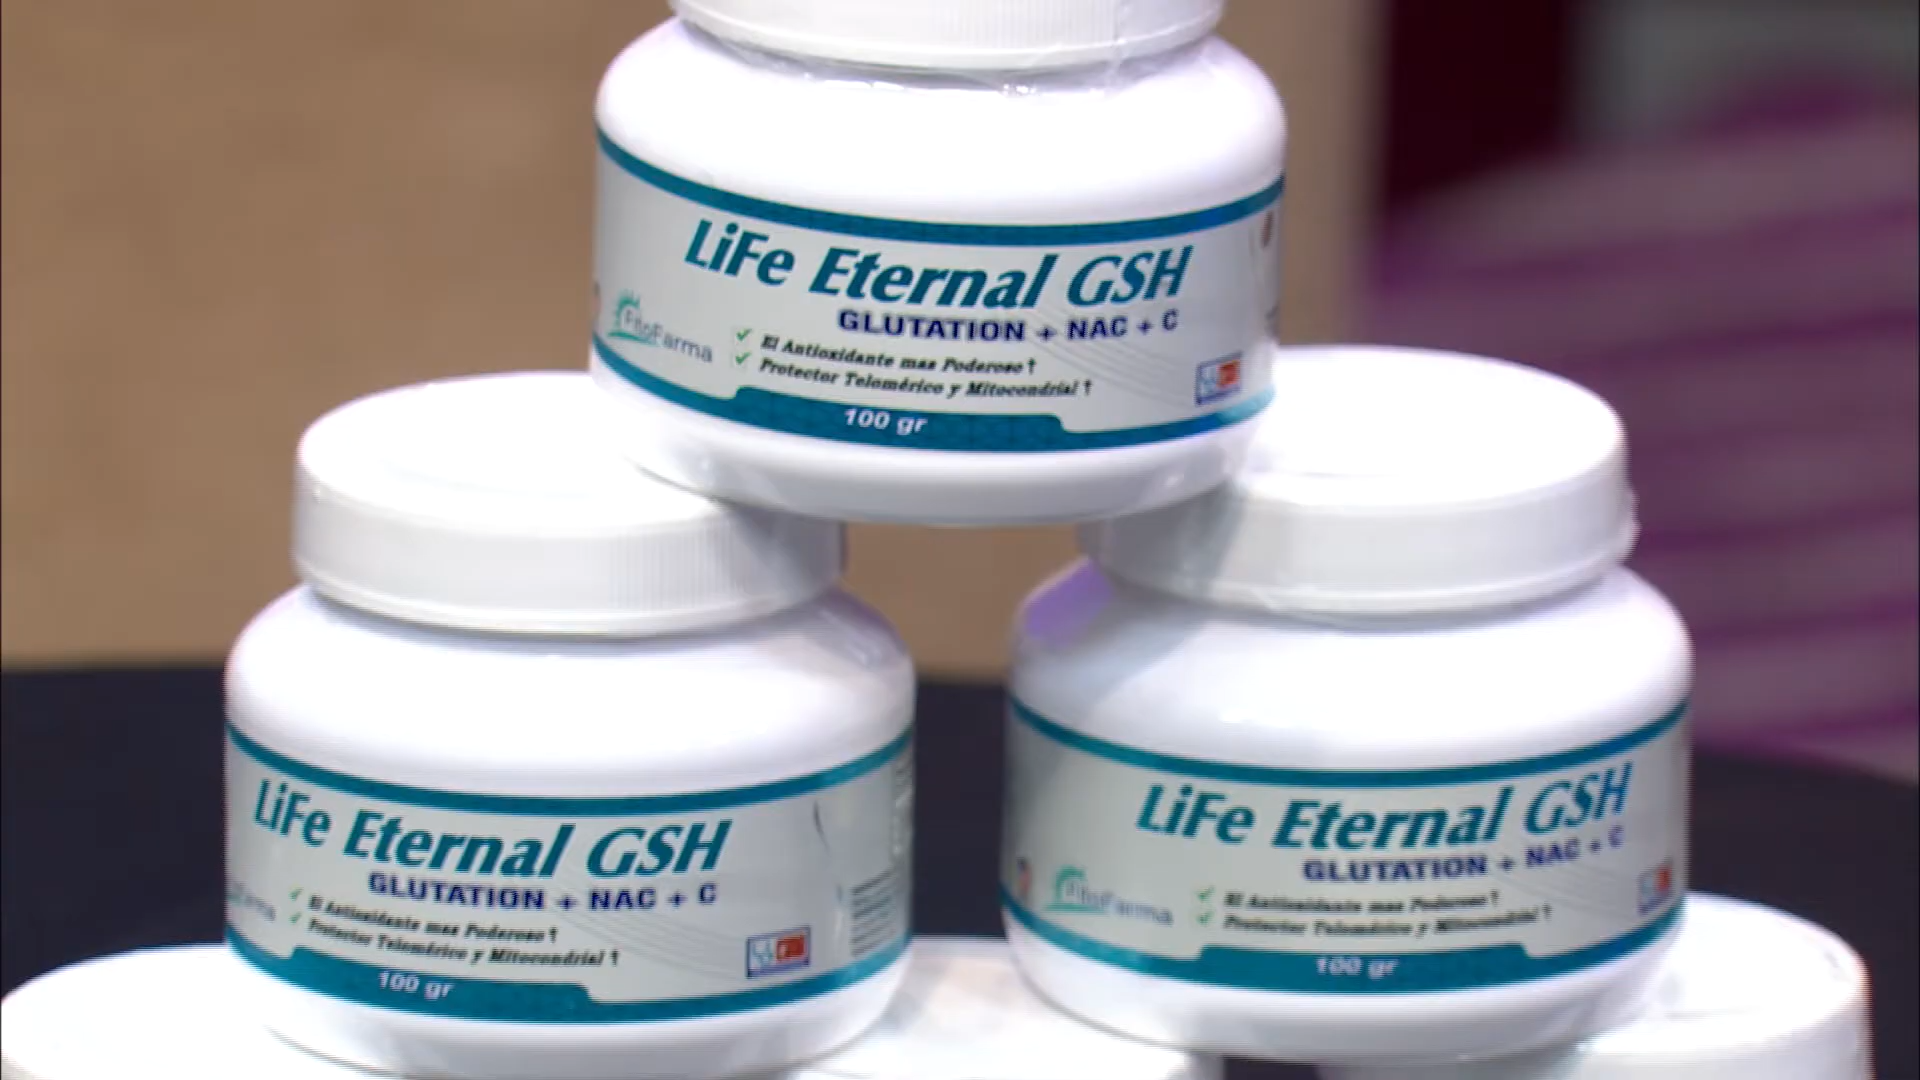 LiFe Eternal GSH
GLUTATION + NAC + C
FitoFarma
✓ El Antioxidante mas Poderoso †
✓ Protector Telomérico y Mitocondrial †
100 gr
LiFe Eternal GSH
GLUTATION + NAC + C
✓ El Antioxidante mas Poderoso †
✓ Protector Telomérico y Mitocondrial †
100 gr
LiFe Eternal GSH
GLUTATION + NAC + C
FitoFarma
✓ El Antioxidante mas Poderoso †
✓ Protector Telomérico y Mitocondrial †
100 gr